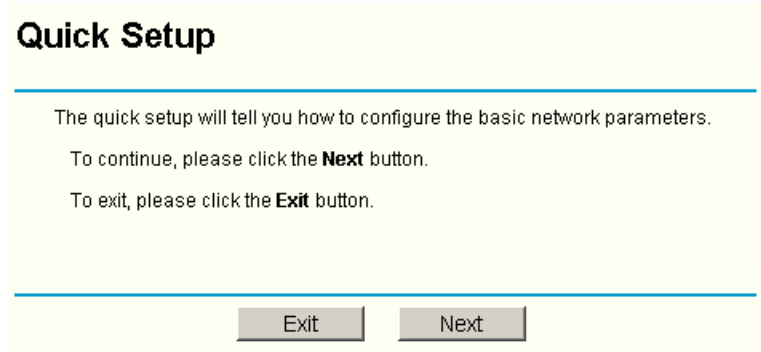 Quick Setup
The quick setup will tell you how to configure the basic network parameters.
To continue, please click the Next button.
To exit, please click the Exit button.
Exit Next